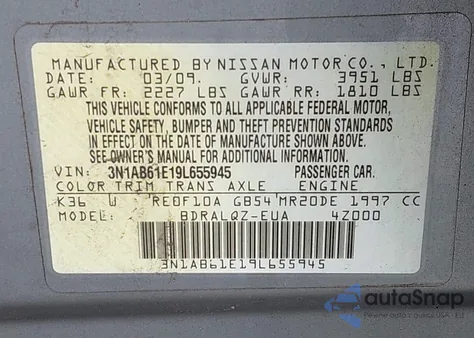 MANUFACTURED BY NISSAN MOTOR CO., LTD.
DATE: 03/09. GVWR: 3951 LBS
GAWR FR: 2227 LBS GAWR RR: 1810 LBS
THIS VEHICLE CONFORMS TO ALL APPLICABLE FEDERAL MOTOR
VEHICLE SAFETY, BUMPER AND THEFT PREVENTION STANDARDS
IN EFFECT ON THE DATE OF MANUFACTURE SHOWN ABOVE.
SEE OWNER'S MANUAL FOR ADDITIONAL INFORMATION.
VIN: 3N1AB61E19L655945 PASSENGER CAR.
COLOR TRIM TRANS AXLE ENGINE
K36 W RE0F10A GB54 MR20DE 1997 CC
MODEL: BDRALQZ-EUA 4Z000
3N1AB61E19L655945
autoSnap